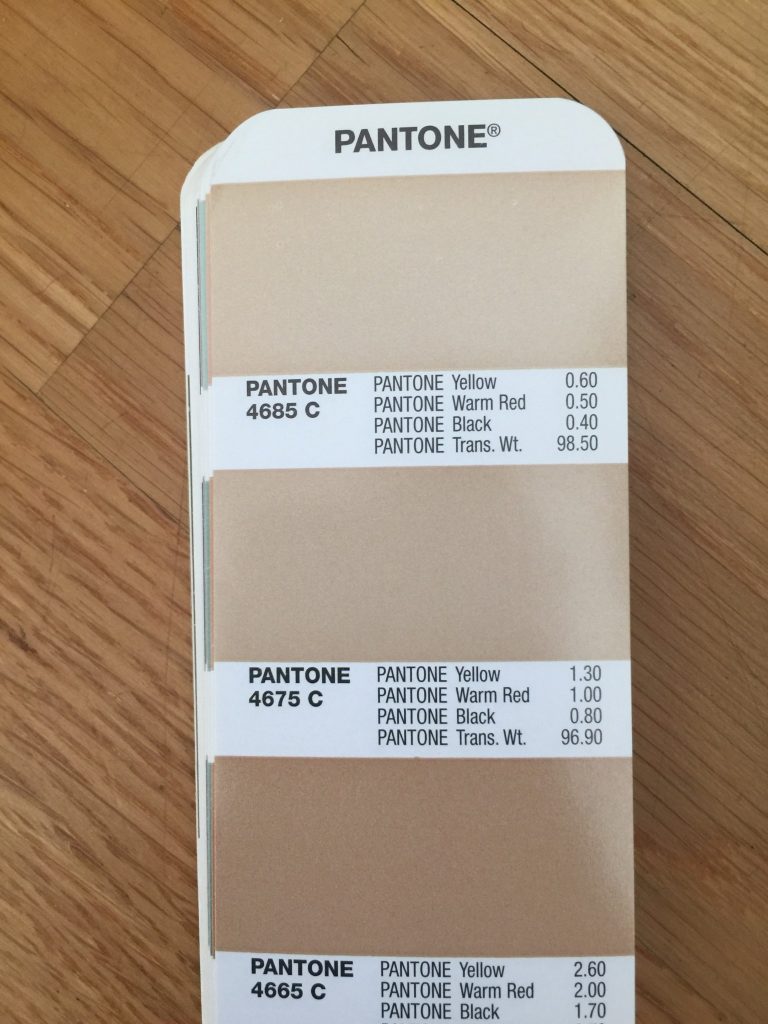 PANTONE®
PANTONE 4685 C
PANTONE Yellow 0.60
PANTONE Warm Red 0.50
PANTONE Black 0.40
PANTONE Trans. Wt. 98.50
PANTONE 4675 C
PANTONE Yellow 1.30
PANTONE Warm Red 1.00
PANTONE Black 0.80
PANTONE Trans. Wt. 96.90
PANTONE 4665 C
PANTONE Yellow 2.60
PANTONE Warm Red 2.00
PANTONE Black 1.70